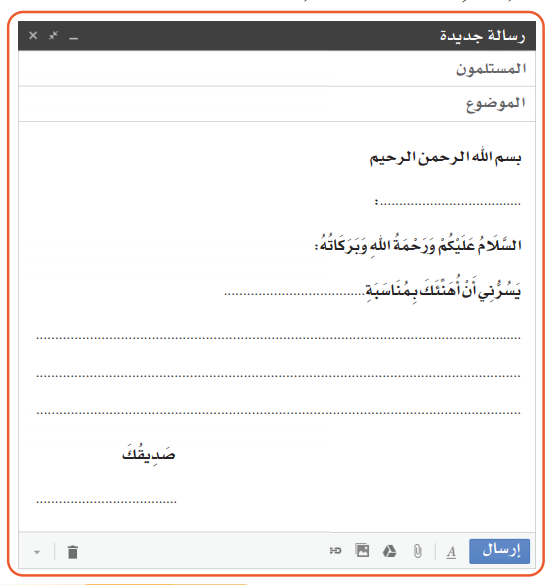 رسالة جديدة
المستلمون
الموضوع
بسم الله الرحمن الرحيم
.....................................:
السَّلَامُ عَلَيْكُمْ وَرَحْمَةُ اللهِ وَبَرَكَاتُهُ:
يَسُرُّنِي أَنْ أُهَنِّئَكَ بِمُنَاسَبَةِ.....................................
صَدِيقُكَ
.....................................
إرسال